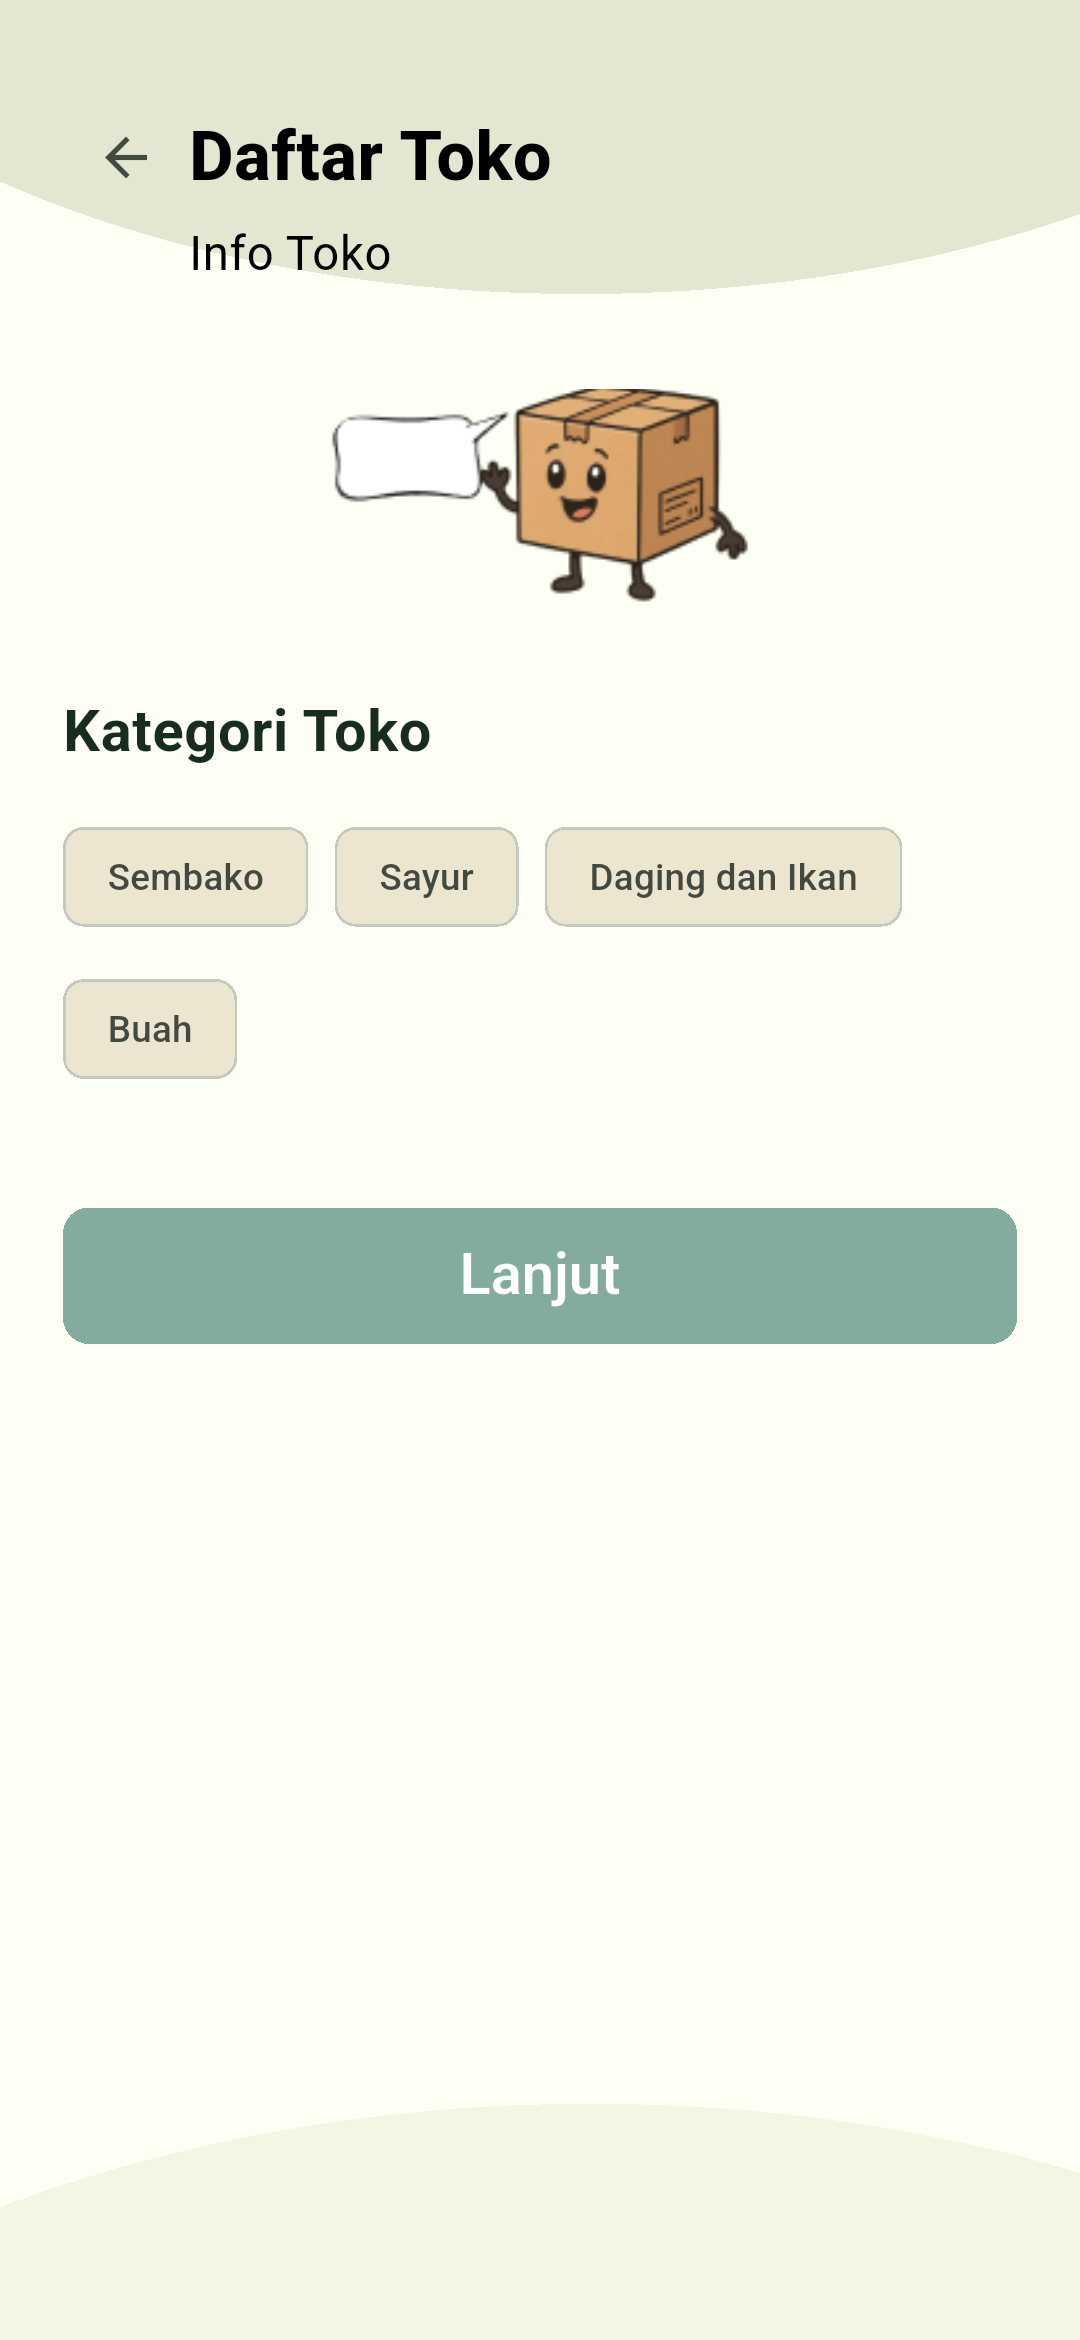 Daftar Toko
Info Toko
Kategori Toko
Sembako
Sayur
Daging dan Ikan
Buah
Lanjut